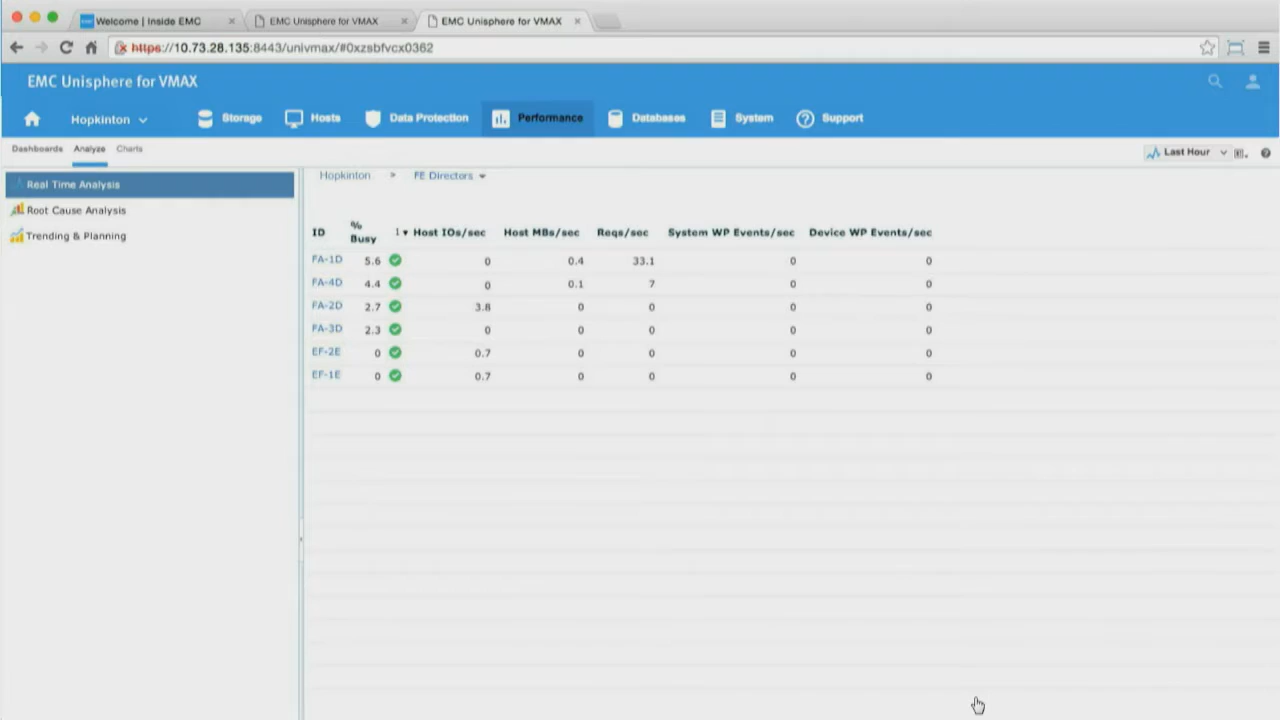 Welcome | Inside EMC
EMC Unisphere for VMAX
EMC Unisphere for VMAX
https://10.73.28.135:8443/univmax/#0xzsbfvcx0362
EMC Unisphere for VMAX
Hopkinton Storage Hosts Data Protection Performance Databases System Support
Dashboards Analyze Charts Last Hour
Real Time Analysis
Root Cause Analysis
Trending & Planning
Hopkinton > FE Directors
ID % Busy 1 Host IOs/sec Host MBs/sec Reqs/sec System WP Events/sec Device WP Events/sec
FA-1D 5.6 0 0.4 33.1 0 0
FA-4D 4.4 0 0.1 7 0 0
FA-2D 2.7 3.8 0 0 0 0
FA-3D 2.3 0 0 0 0 0
EF-2E 0 0.7 0 0 0 0
EF-1E 0 0.7 0 0 0 0